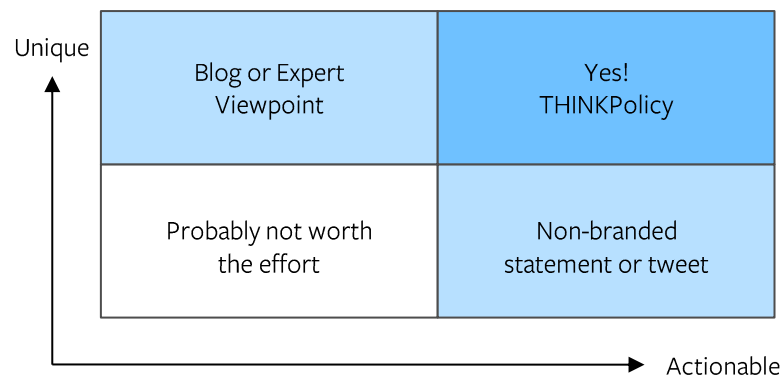 Unique
Blog or Expert
Viewpoint
Yes!
THINKPolicy
Probably not worth
the effort
Non-branded
statement or tweet
Actionable